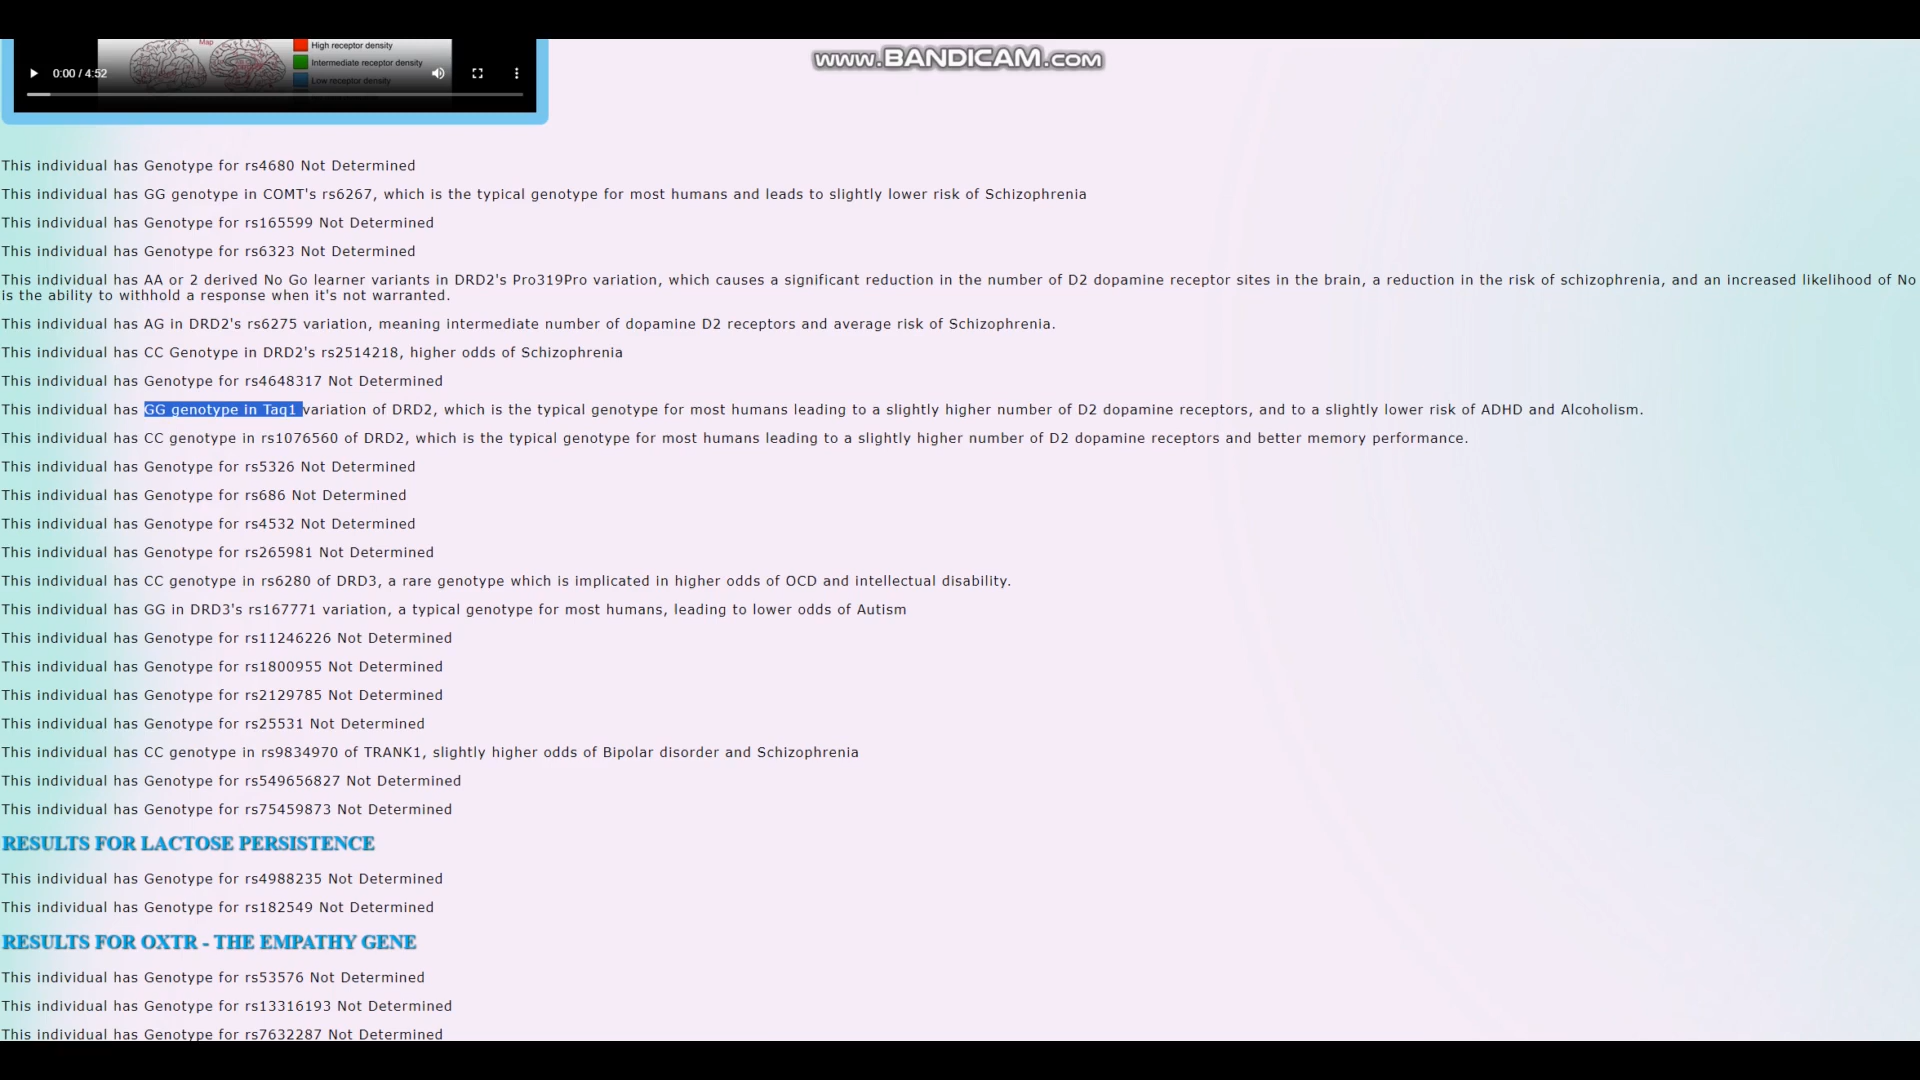 Map
High receptor density
www.BANDICAM.com
Intermediate receptor density
0:00 / 4:52
Low receptor density
This individual has Genotype for rs4680 Not Determined
This individual has GG genotype in COMT's rs6267, which is the typical genotype for most humans and leads to slightly lower risk of Schizophrenia
This individual has Genotype for rs165599 Not Determined
This individual has Genotype for rs6323 Not Determined
This individual has AA or 2 derived No Go learner variants in DRD2's Pro319Pro variation, which causes a significant reduction in the number of D2 dopamine receptor sites in the brain, a reduction in the risk of schizophrenia, and an increased likelihood of No
is the ability to withhold a response when it's not warranted.
This individual has AG in DRD2's rs6275 variation, meaning intermediate number of dopamine D2 receptors and average risk of Schizophrenia.
This individual has CC Genotype in DRD2's rs2514218, higher odds of Schizophrenia
This individual has Genotype for rs4648317 Not Determined
This individual has GG genotype in Taq1 variation of DRD2, which is the typical genotype for most humans leading to a slightly higher number of D2 dopamine receptors, and to a slightly lower risk of ADHD and Alcoholism.
This individual has CC genotype in rs1076560 of DRD2, which is the typical genotype for most humans leading to a slightly higher number of D2 dopamine receptors and better memory performance.
This individual has Genotype for rs5326 Not Determined
This individual has Genotype for rs686 Not Determined
This individual has Genotype for rs4532 Not Determined
This individual has Genotype for rs265981 Not Determined
This individual has CC genotype in rs6280 of DRD3, a rare genotype which is implicated in higher odds of OCD and intellectual disability.
This individual has GG in DRD3's rs167771 variation, a typical genotype for most humans, leading to lower odds of Autism
This individual has Genotype for rs11246226 Not Determined
This individual has Genotype for rs1800955 Not Determined
This individual has Genotype for rs2129785 Not Determined
This individual has Genotype for rs25531 Not Determined
This individual has CC genotype in rs9834970 of TRANK1, slightly higher odds of Bipolar disorder and Schizophrenia
This individual has Genotype for rs549656827 Not Determined
This individual has Genotype for rs75459873 Not Determined
RESULTS FOR LACTOSE PERSISTENCE
This individual has Genotype for rs4988235 Not Determined
This individual has Genotype for rs182549 Not Determined
RESULTS FOR OXTR - THE EMPATHY GENE
This individual has Genotype for rs53576 Not Determined
This individual has Genotype for rs13316193 Not Determined
This individual has Genotype for rs7632287 Not Determined